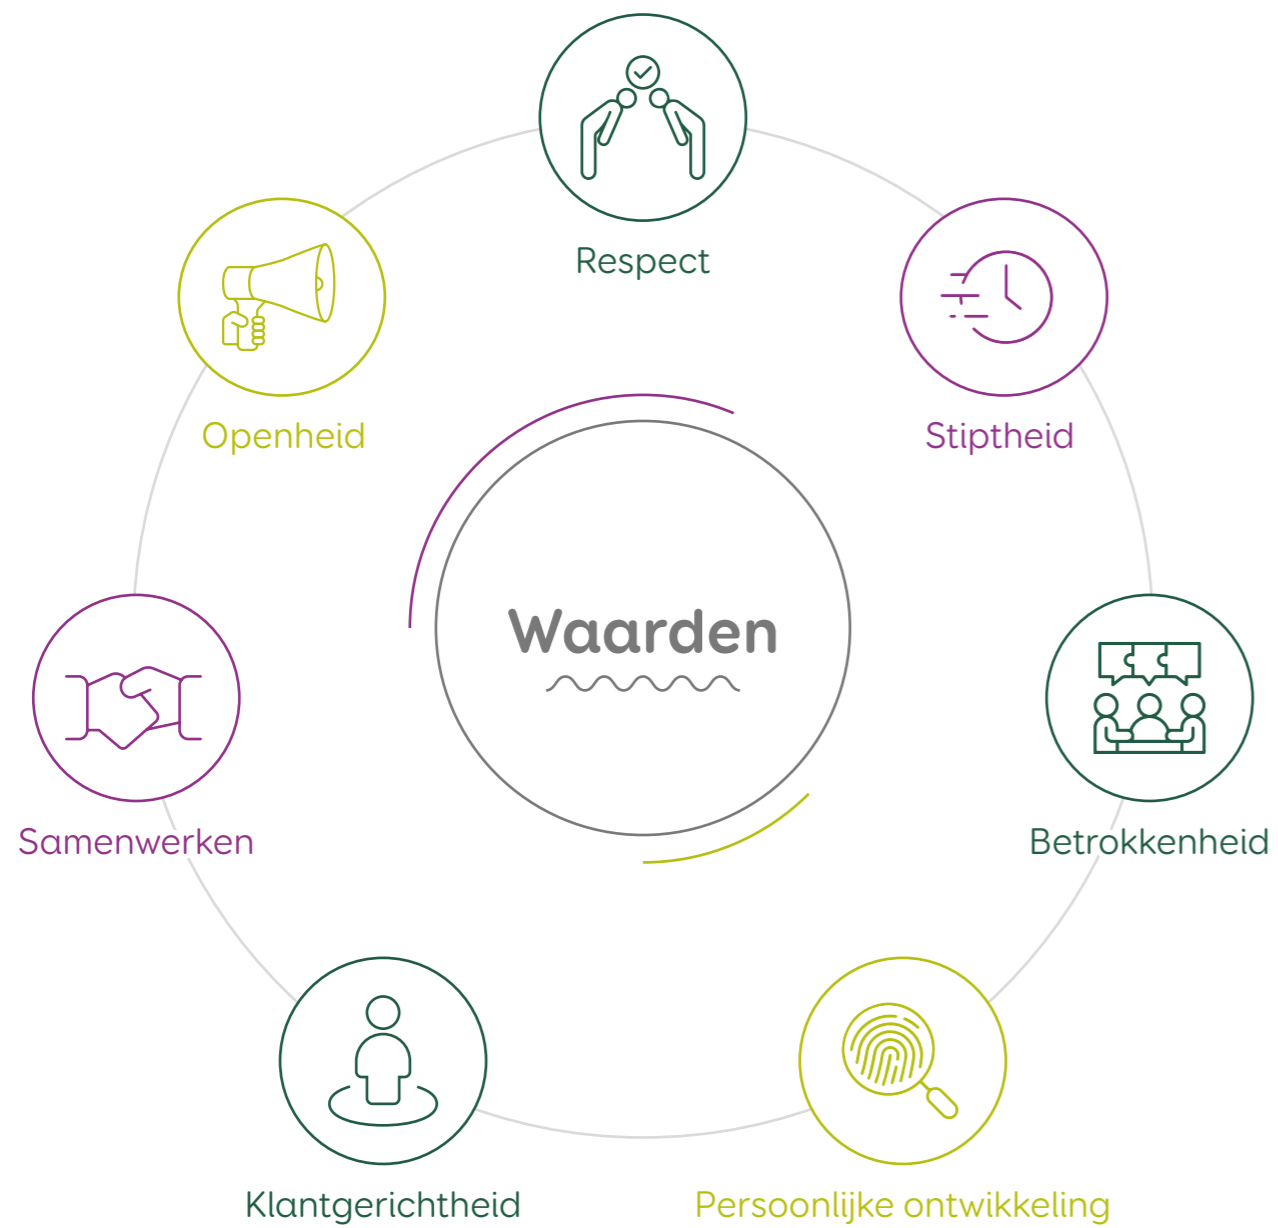 Respect
Openheid
Stiptheid
Waarden
Samenwerken
Betrokkenheid
Klantgerichtheid
Persoonlijke ontwikkeling